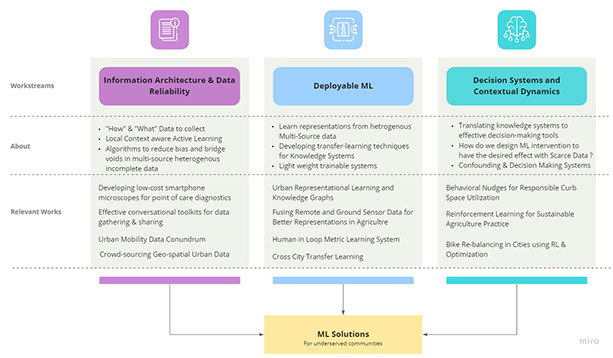 Workstreams
Information Architecture & Data
Reliability
Deployable ML
Decision Systems and
Contextual Dynamics
About
• "How" & "What" Data to collect
• Local Context aware Active Learning
• Algorithms to reduce bias and bridge
voids in multi-source heterogenous
incomplete data
• Learn representations from hetrogenous
Multi-Source data
• Developing transfer-learning techniques
for Knowledge Systems
• Light weight trainable systems
• Translating knowledge systems to
effective decision-making tools
• How do we design ML intervention to
have the desired effect with Scarce Data ?
• Confounding & Decision Making Systems
Relevant Works
Developing low-cost smartphone
microscopes for point of care diagnostics
Effective conversational toolkits for data
gathering & sharing
Urban Mobility Data Conundrum
Crowd-sourcing Geo-spatial Urban Data
Urban Representational Learning and
Knowledge Graphs
Fusing Remote and Ground Sensor Data for
Better Representations in Agricultre
Human in Loop Metric Learning System
Cross City Transfer Learning
Behavioral Nudges for Responsible Curb
Space Utilization
Reinforcement Learning for Sustainable
Agriculture Practice
Bike Re-balancing in Cities using RL &
Optimization
ML Solutions
For underserved communities
miro